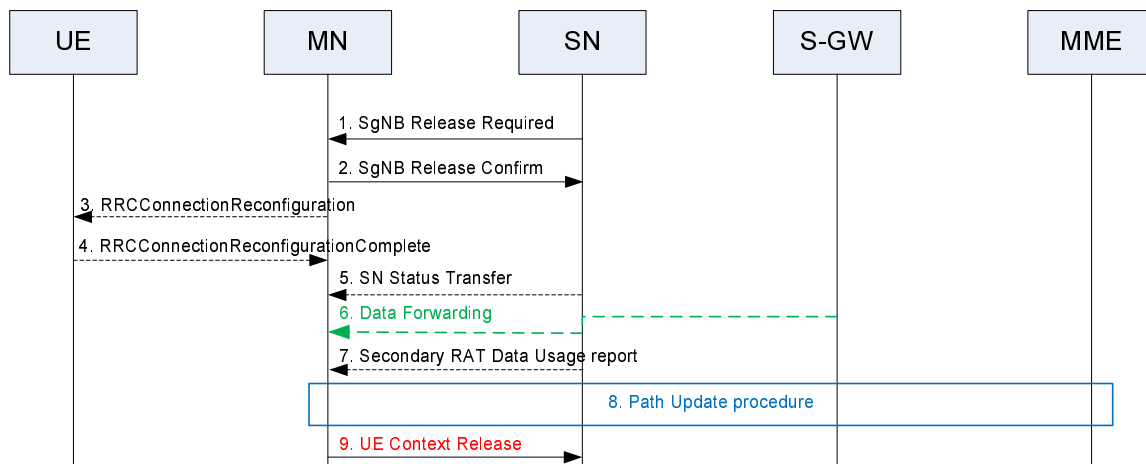 UE
MN
SN
S-GW
MME
1. SgNB Release Required
2. SgNB Release Confirm
3. RRCConnectionReconfiguration
4. RRCConnectionReconfigurationComplete
5. SN Status Transfer
6. Data Forwarding
7. Secondary RAT Data Usage report
8. Path Update procedure
9. UE Context Release